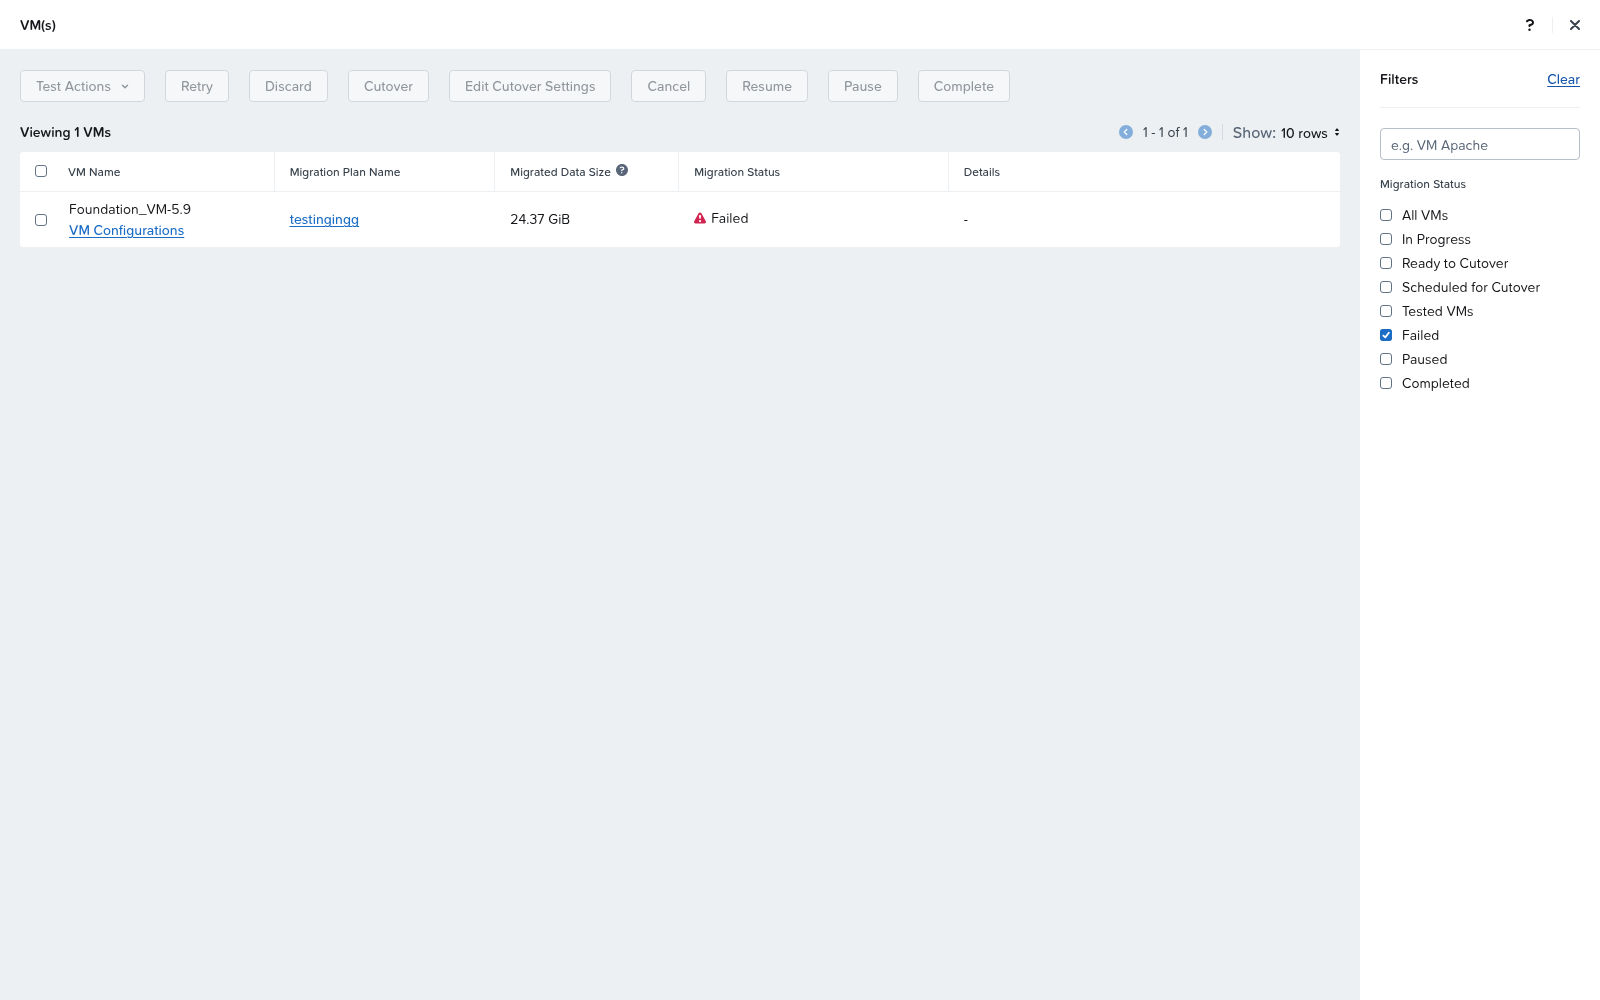 VM(s)
?
Test Actions Retry Discard Cutover Edit Cutover Settings Cancel Resume Pause Complete
Viewing 1 VMs 1 - 1 of 1 Show: 10 rows
VM Name Migration Plan Name Migrated Data Size ? Migration Status Details
Foundation_VM-5.9
VM Configurations
testingingg 24.37 GiB Failed -
Filters Clear
e.g. VM Apache
Migration Status
All VMs
In Progress
Ready to Cutover
Scheduled for Cutover
Tested VMs
Failed
Paused
Completed